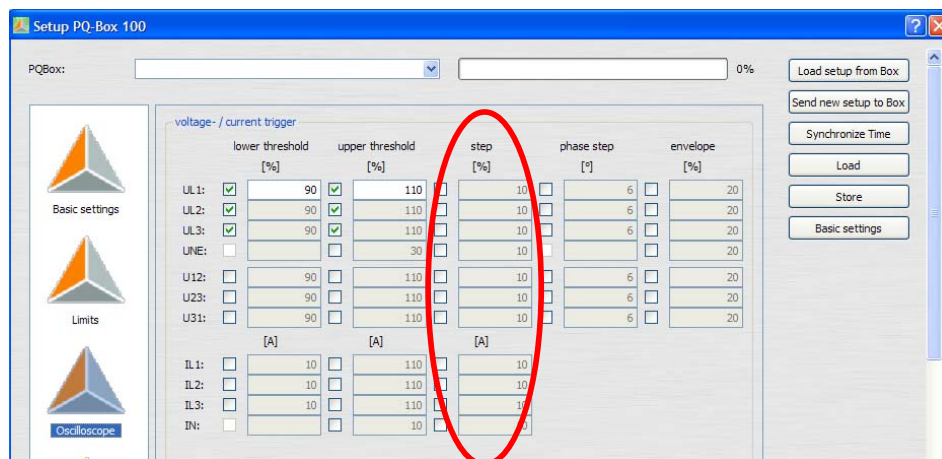 Setup PQ-Box 100
PQBox: 0% Load setup from Box
Send new setup to Box
voltage- / current trigger Synchronize Time
lower threshold upper threshold step phase step envelope
[%] [%] [%] [°] [%] Load
UL1: 90 110 10 6 20 Store
Basic settings UL2: 90 110 10 6 20
UL3: 90 110 10 6 20 Basic settings
UNE: 30 10 20
U12: 90 110 10 6 20
U23: 90 110 10 6 20
Limits U31: 90 110 10 6 20
[A] [A] [A]
IL1: 10 110 10
IL2: 10 110 10
IL3: 10 110 10
Oscilloscope IN: 10 10